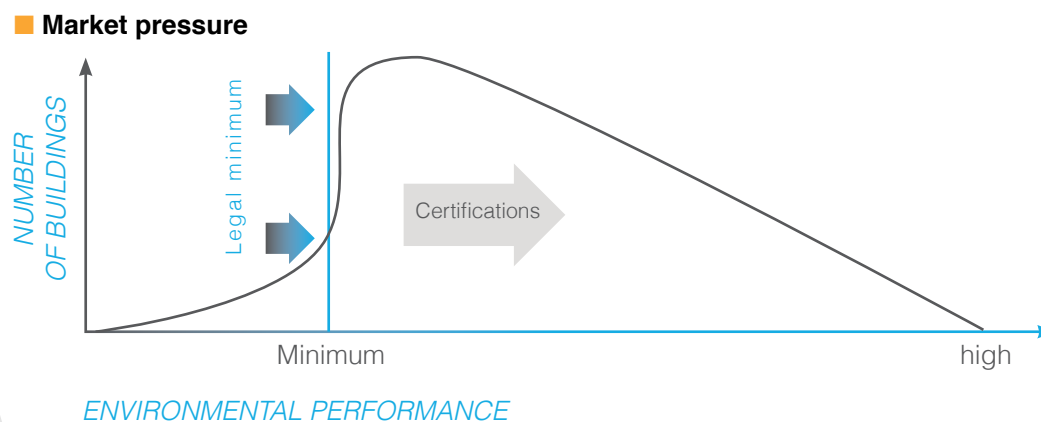 Market pressure
NUMBER
OF BUILDINGS
Legal minimum
Certifications
Minimum
high
ENVIRONMENTAL PERFORMANCE